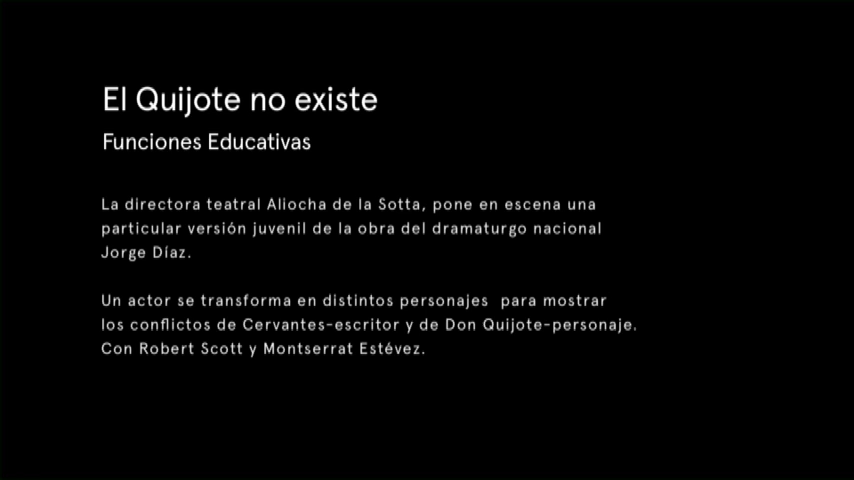 El Quijote no existe
Funciones Educativas
La directora teatral Aliocha de la Sotta, pone en escena una
particular versión juvenil de la obra del dramaturgo nacional
Jorge Díaz.
Un actor se transforma en distintos personajes  para mostrar
los conflictos de Cervantes-escritor y de Don Quijote-personaje.
Con Robert Scott y Montserrat Estévez.